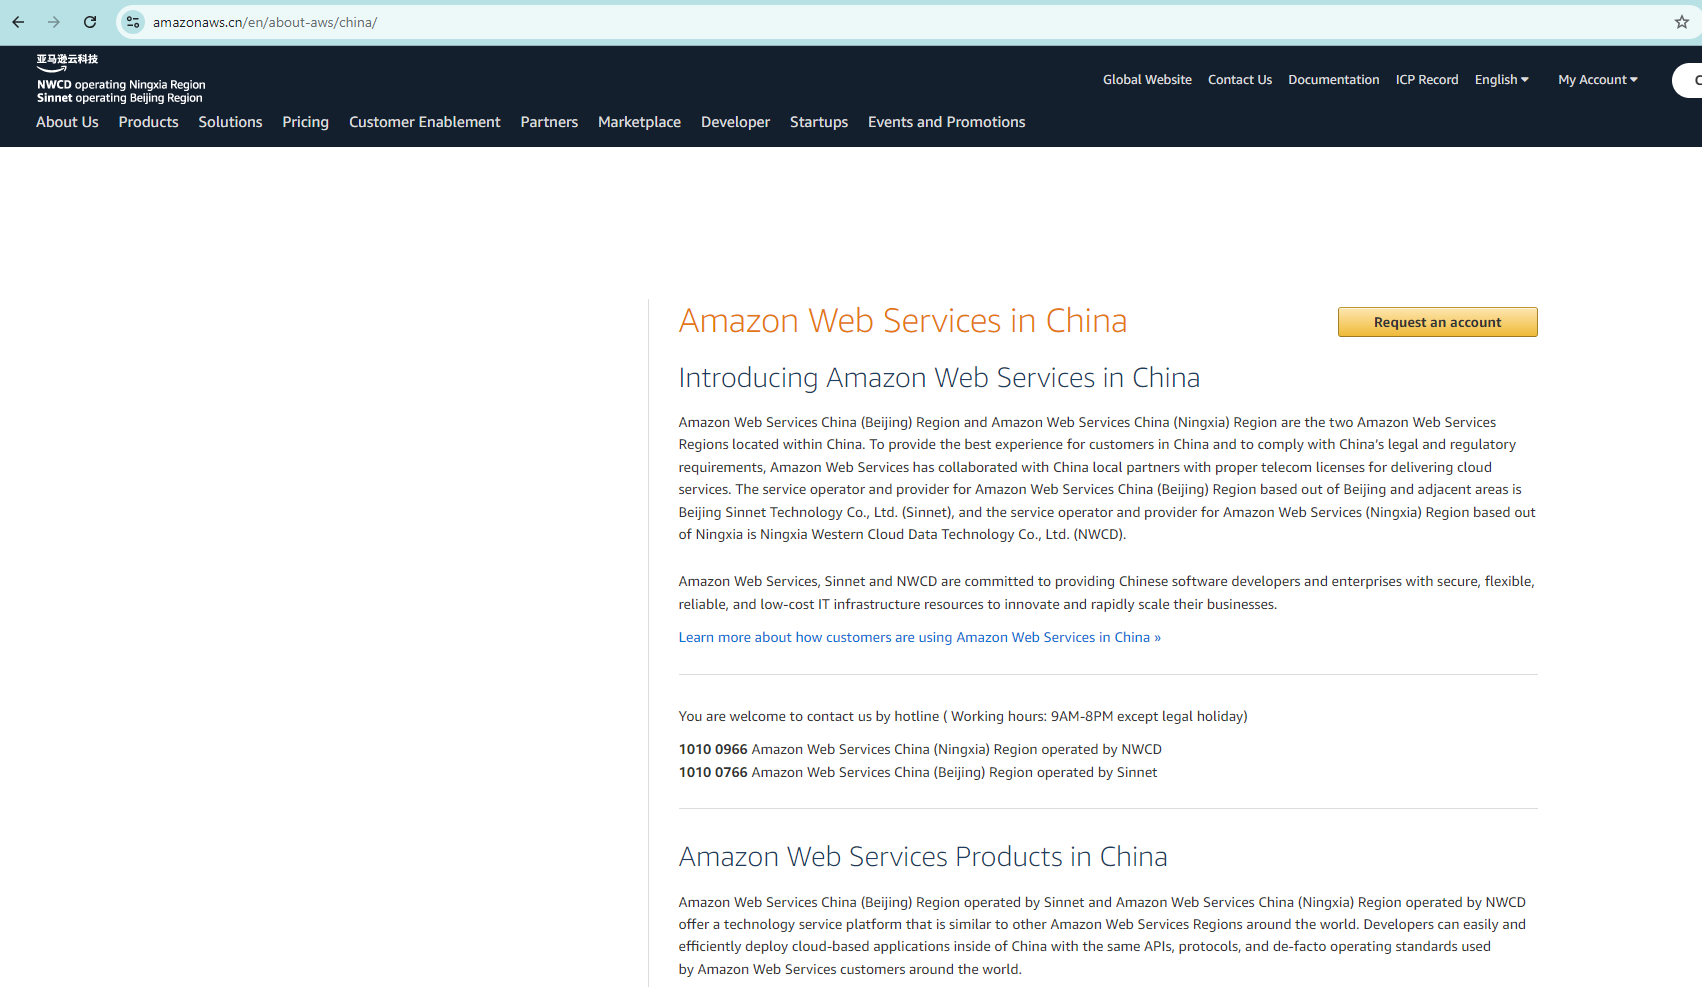 amazonaws.cn/en/about-aws/china/
亚马逊云科技
NWCD operating Ningxia Region
Sinnet operating Beijing Region
Global Website Contact Us Documentation ICP Record English My Account
About Us Products Solutions Pricing Customer Enablement Partners Marketplace Developer Startups Events and Promotions
Amazon Web Services in China
Request an account
Introducing Amazon Web Services in China
Amazon Web Services China (Beijing) Region and Amazon Web Services China (Ningxia) Region are the two Amazon Web Services
Regions located within China. To provide the best experience for customers in China and to comply with China's legal and regulatory
requirements, Amazon Web Services has collaborated with China local partners with proper telecom licenses for delivering cloud
services. The service operator and provider for Amazon Web Services China (Beijing) Region based out of Beijing and adjacent areas is
Beijing Sinnet Technology Co., Ltd. (Sinnet), and the service operator and provider for Amazon Web Services (Ningxia) Region based out
of Ningxia is Ningxia Western Cloud Data Technology Co., Ltd. (NWCD).
Amazon Web Services, Sinnet and NWCD are committed to providing Chinese software developers and enterprises with secure, flexible,
reliable, and low-cost IT infrastructure resources to innovate and rapidly scale their businesses.
Learn more about how customers are using Amazon Web Services in China »
You are welcome to contact us by hotline ( Working hours: 9AM-8PM except legal holiday)
1010 0966 Amazon Web Services China (Ningxia) Region operated by NWCD
1010 0766 Amazon Web Services China (Beijing) Region operated by Sinnet
Amazon Web Services Products in China
Amazon Web Services China (Beijing) Region operated by Sinnet and Amazon Web Services China (Ningxia) Region operated by NWCD
offer a technology service platform that is similar to other Amazon Web Services Regions around the world. Developers can easily and
efficiently deploy cloud-based applications inside of China with the same APIs, protocols, and de-facto operating standards used
by Amazon Web Services customers around the world.